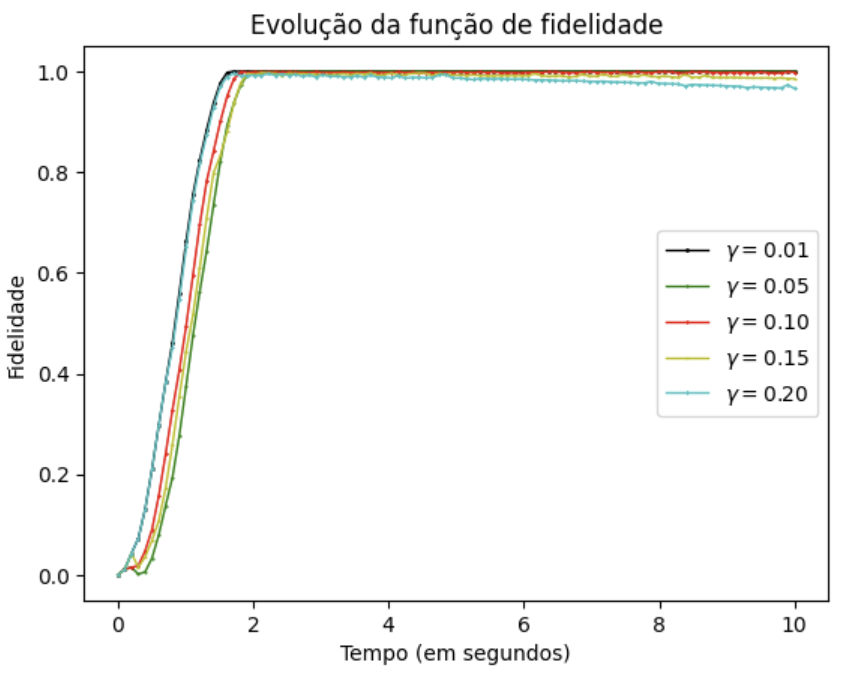 Evolução da função de fidelidade
1.0
0.8
0.6
0.4
0.2
0.0
Fidelidade
γ = 0.01
γ = 0.05
γ = 0.10
γ = 0.15
γ = 0.20
0 2 4 6 8 10
Tempo (em segundos)